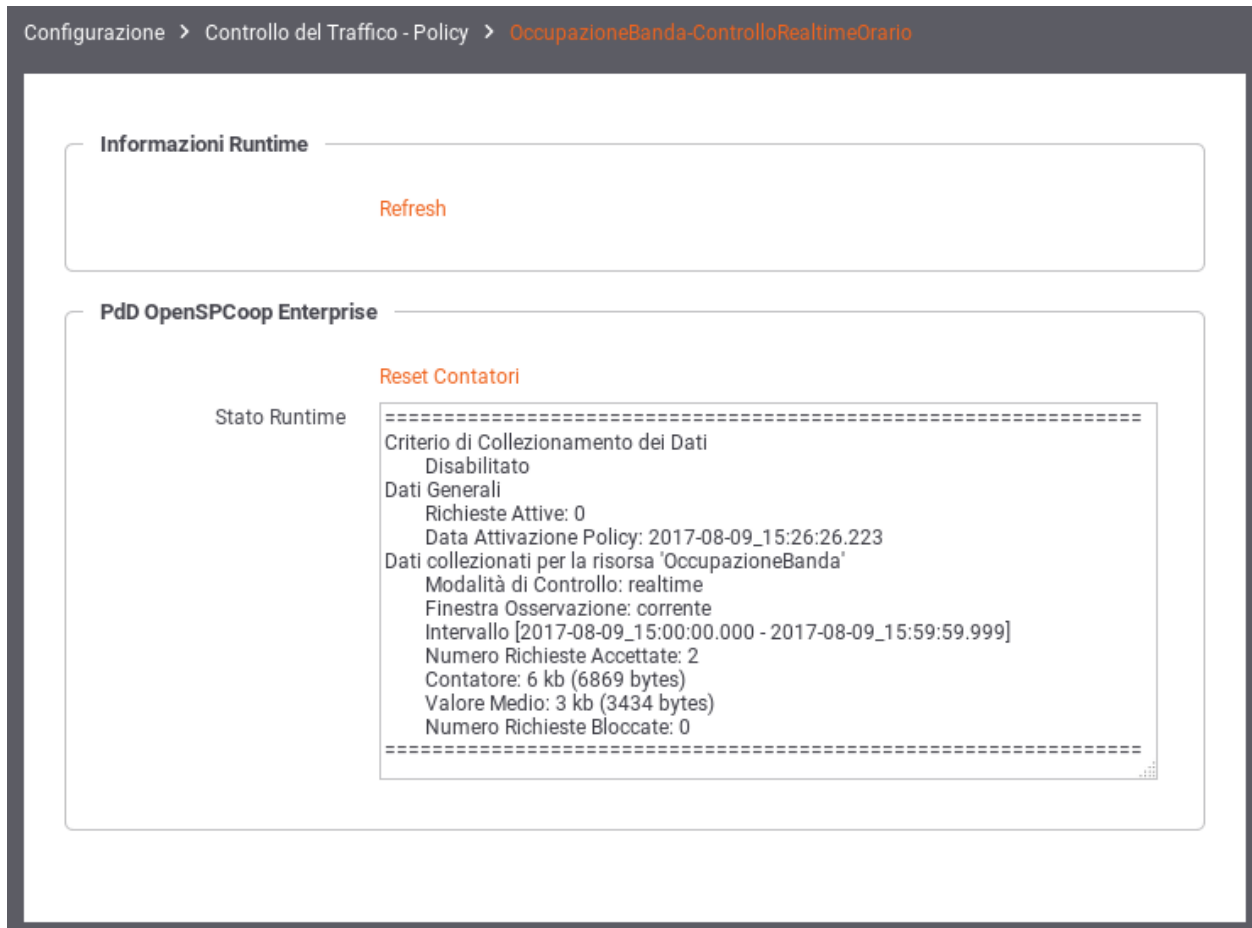 Configurazione > Controllo del Traffico - Policy > OccupazioneBanda-ControlloRealtimeOrario
Informazioni Runtime
Refresh
PdD OpenSPCoop Enterprise
Reset Contatori
Stato Runtime
================================================================
Criterio di Collezionamento dei Dati
Disabilitato
Dati Generali
Richieste Attive: 0
Data Attivazione Policy: 2017-08-09_15:26:26.223
Dati collezionati per la risorsa 'OccupazioneBanda'
Modalità di Controllo: realtime
Finestra Osservazione: corrente
Intervallo [2017-08-09_15:00:00.000 - 2017-08-09_15:59:59.999]
Numero Richieste Accettate: 2
Contatore: 6 kb (6869 bytes)
Valore Medio: 3 kb (3434 bytes)
Numero Richieste Bloccate: 0
================================================================